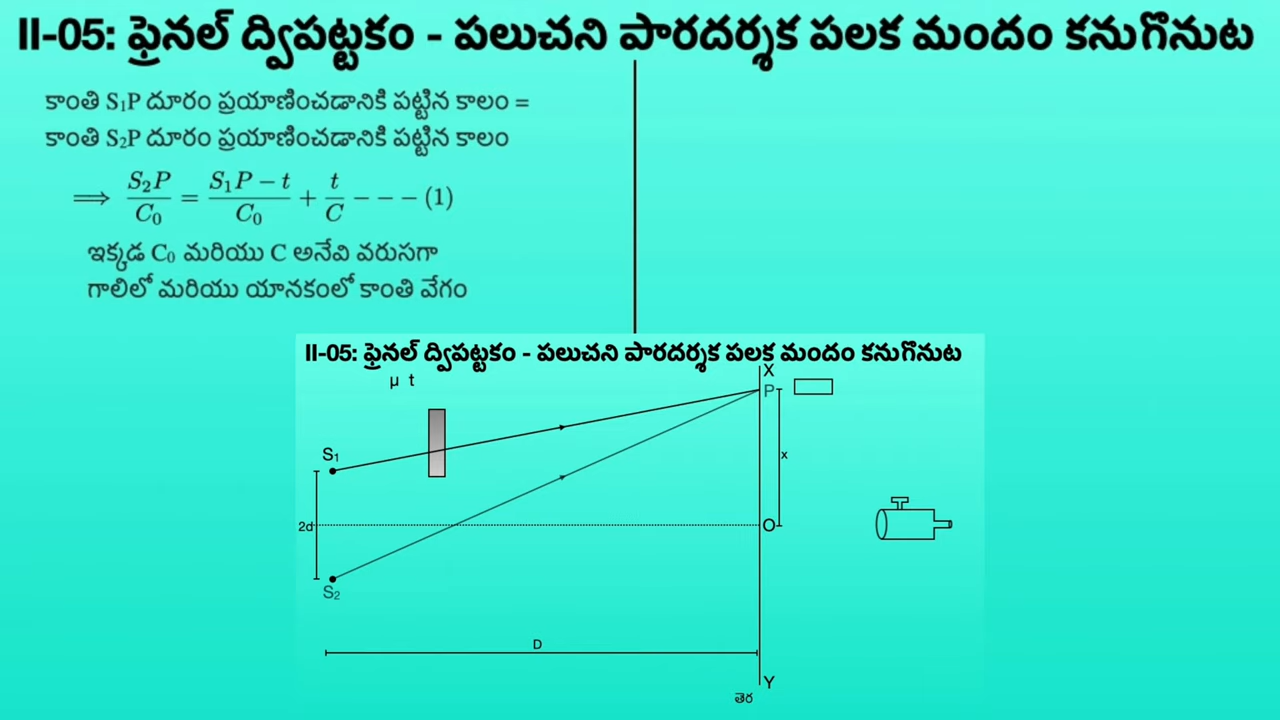 II-05: ఫ్రెనల్ ద్విపట్టకం - పలుచని పారదర్శక పలక మందం కనుగొనుట
కాంతి S₁P దూరం ప్రయాణించడానికి పట్టిన కాలం =
కాంతి S₂P దూరం ప్రయాణించడానికి పట్టిన కాలం
⟹ S₂P/C₀ = (S₁P − t)/C₀ + t/C − − − − (1)
ఇక్కడ C₀ మరియు C అనేవి వరుసగా
గాలిలో మరియు యానకంలో కాంతి వేగం
II-05: ఫ్రెనల్ ద్విపట్టకం - పలుచని పారదర్శక పలక మందం కనుగొనుట
X
μ t
P
S₁
x
2d
O
S₂
D
Y
తెర